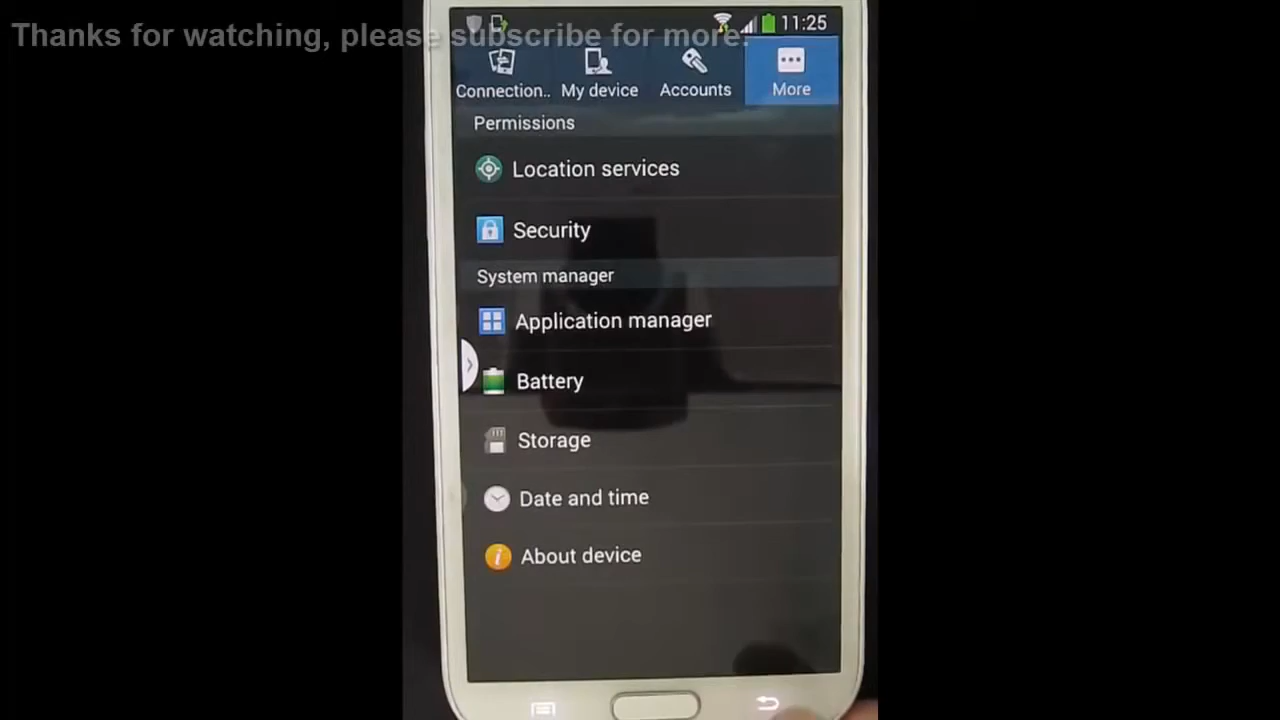 Thanks for watching, please subscribe for more.
11:25
Connection..
My device
Accounts
More
Permissions
Location services
Security
System manager
Application manager
Battery
Storage
Date and time
About device